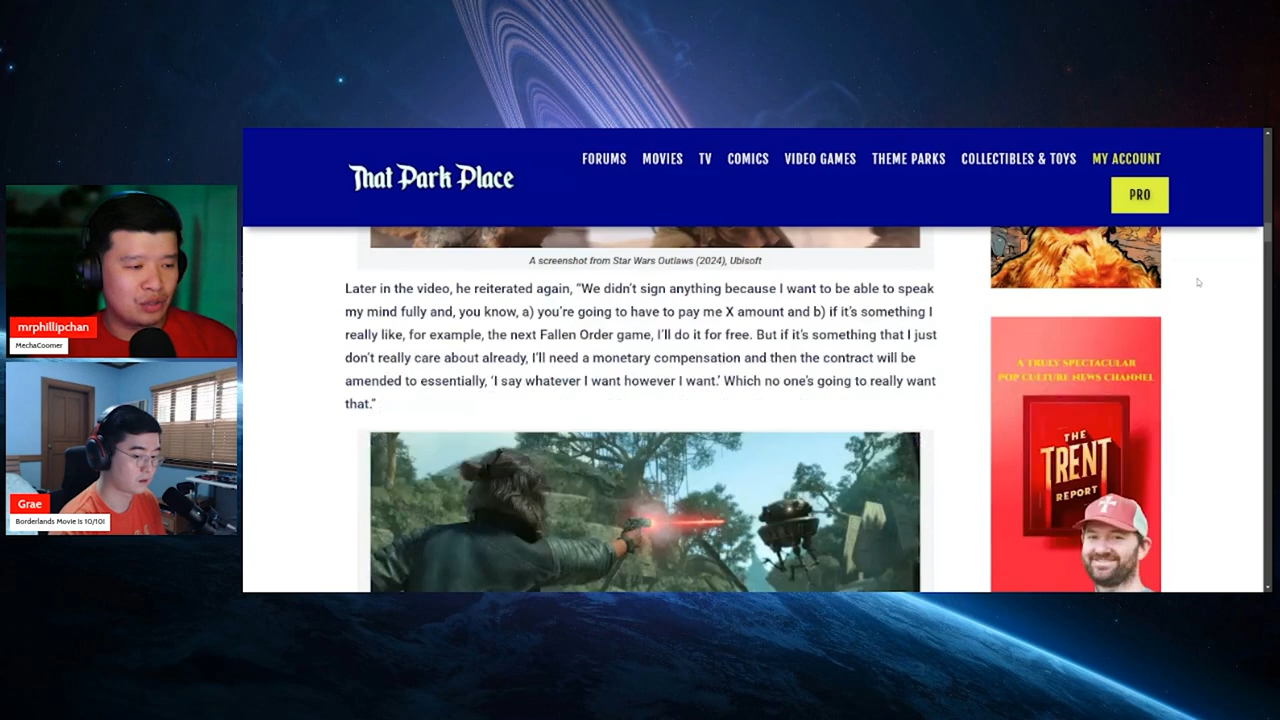 That Park Place
FORUMS MOVIES TV COMICS VIDEO GAMES THEME PARKS COLLECTIBLES & TOYS MY ACCOUNT
PRO
A screenshot from Star Wars Outlaws (2024), Ubisoft
Later in the video, he reiterated again, “We didn’t sign anything because I want to be able to speak
my mind fully and, you know, a) you’re going to have to pay me X amount and b) if it’s something I
really like, for example, the next Fallen Order game, I’ll do it for free. But if it’s something that I just
don’t really care about already, I’ll need a monetary compensation and then the contract will be
amended to essentially, ‘I say whatever I want however I want.’ Which no one’s going to really want
that.”
mrphillipchan
MechaCoomer
Grae
Borderlands Movie is 10/10!
A TRULY SPECTACULAR
POP CULTURE NEWS CHANNEL
THE
TRENT
REPORT